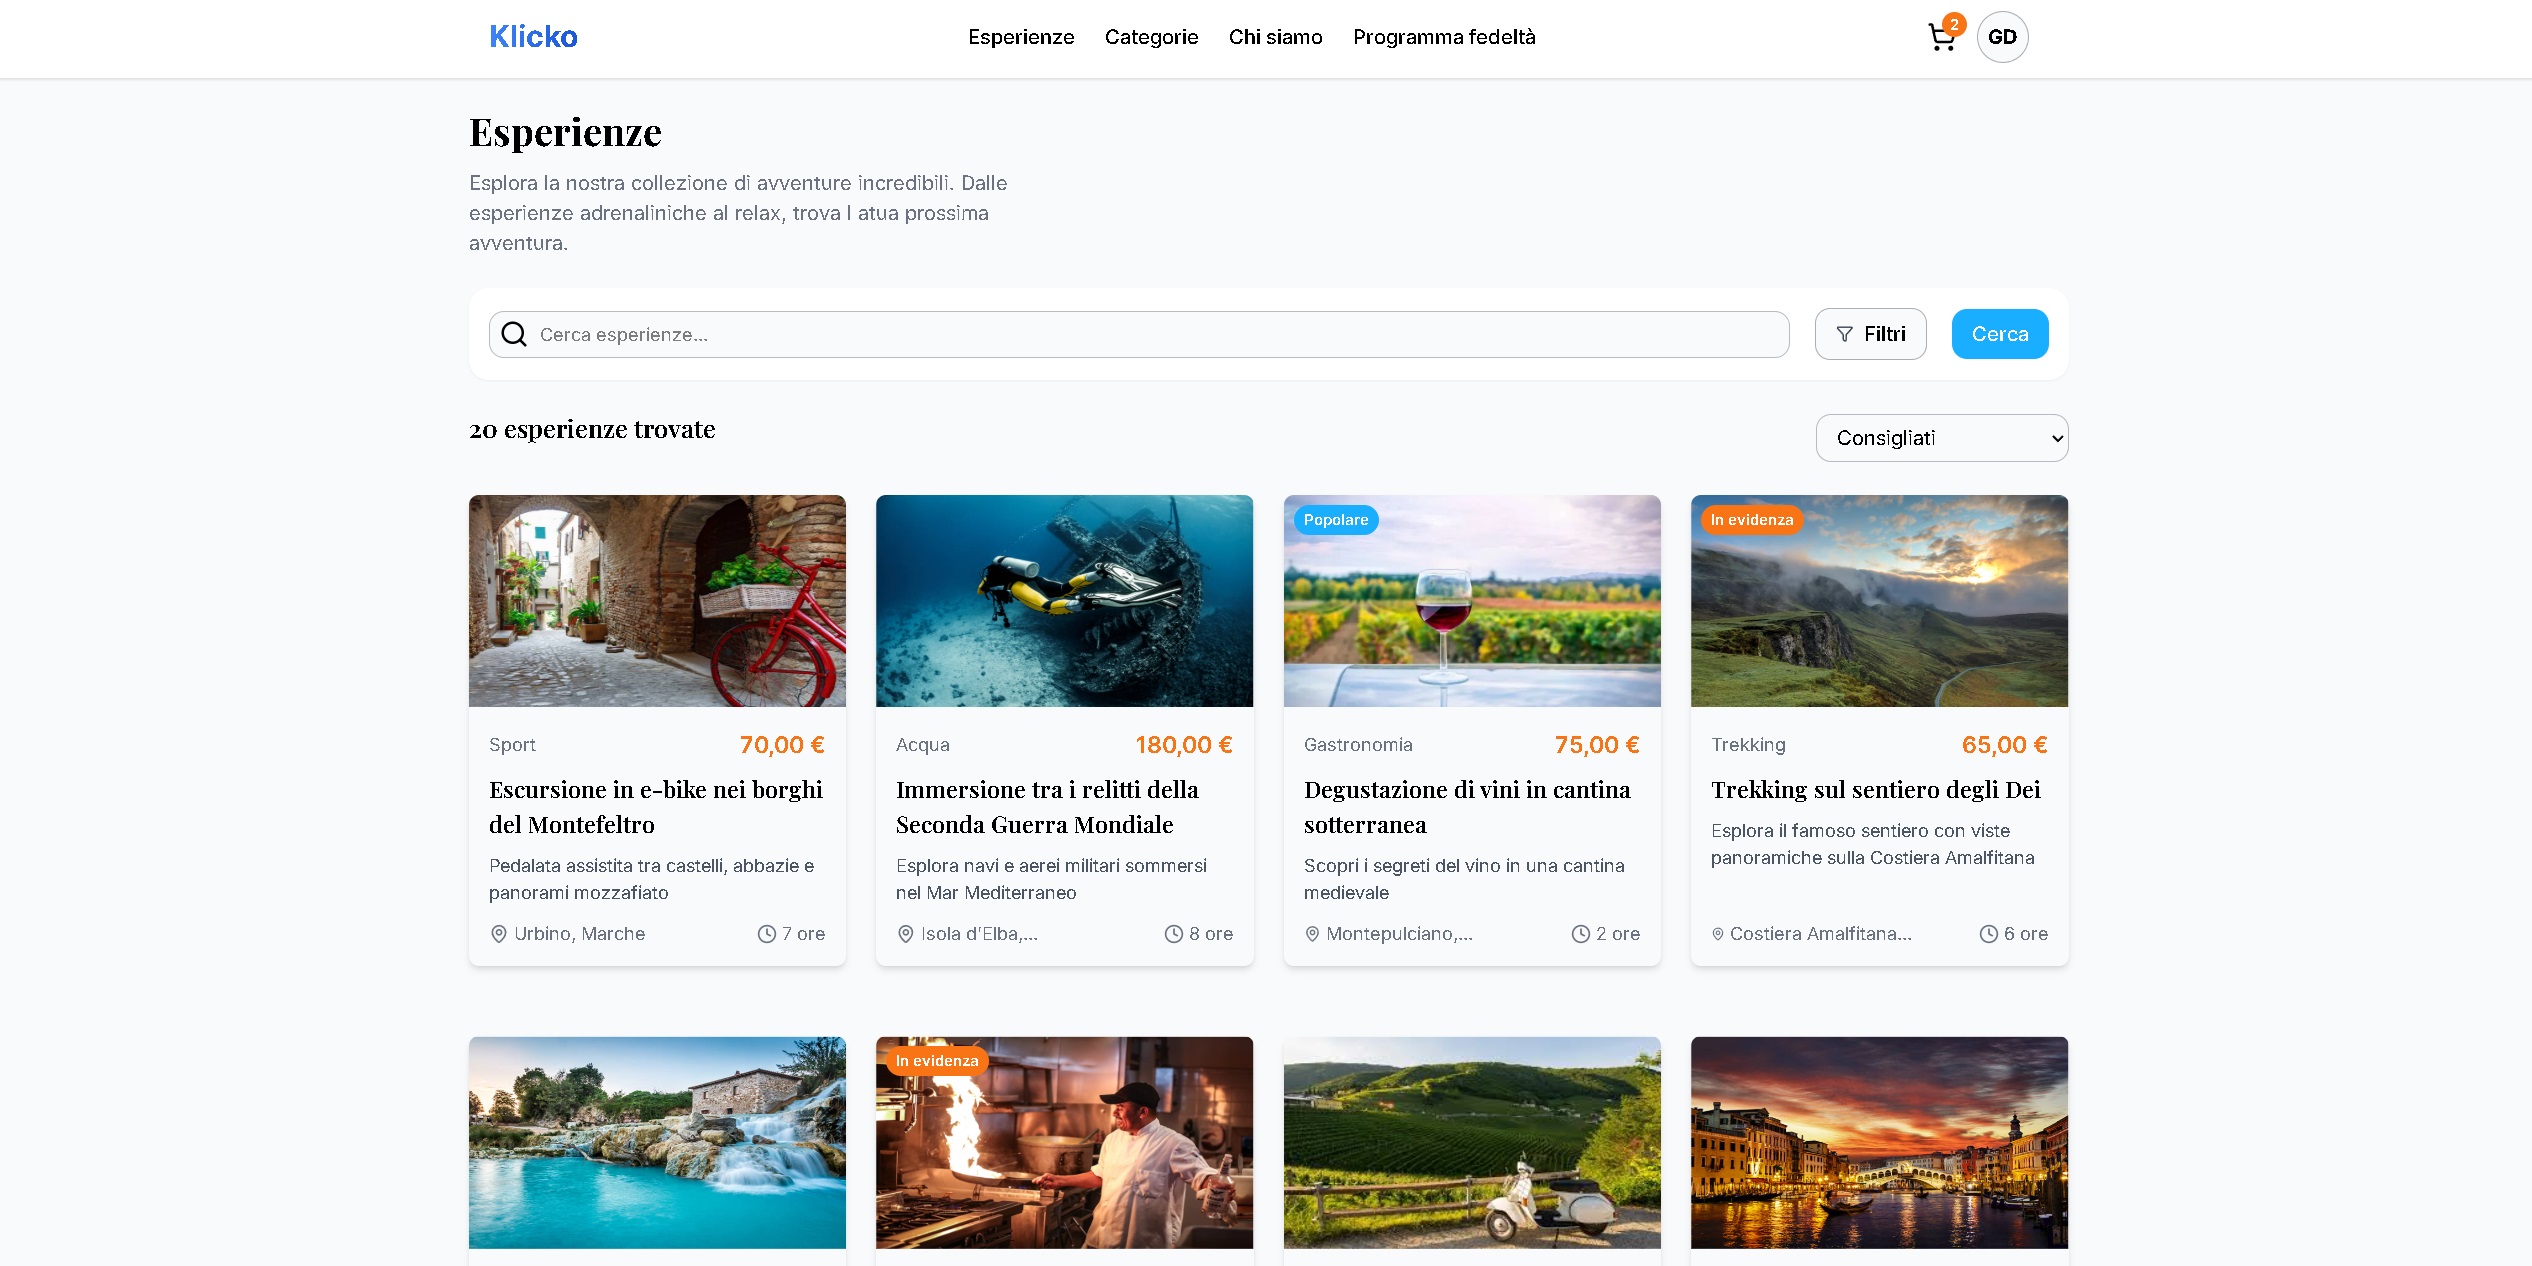 Klicko
Esperienze Categorie Chi siamo Programma fedeltà
2
GD
Esperienze
Esplora la nostra collezione di avventure incredibili. Dalle
esperienze adrenaliniche al relax, trova l atua prossima
avventura.
Cerca esperienze...
Filtri
Cerca
20 esperienze trovate
Consigliati
Sport 70,00 €
Escursione in e-bike nei borghi
del Montefeltro
Pedalata assistita tra castelli, abbazie e
panorami mozzafiato
Urbino, Marche 7 ore
Acqua 180,00 €
Immersione tra i relitti della
Seconda Guerra Mondiale
Esplora navi e aerei militari sommersi
nel Mar Mediterraneo
Isola d'Elba,... 8 ore
Popolare
Gastronomia 75,00 €
Degustazione di vini in cantina
sotterranea
Scopri i segreti del vino in una cantina
medievale
Montepulciano,... 2 ore
In evidenza
Trekking 65,00 €
Trekking sul sentiero degli Dei
Esplora il famoso sentiero con viste
panoramiche sulla Costiera Amalfitana
Costiera Amalfitana... 6 ore
In evidenza